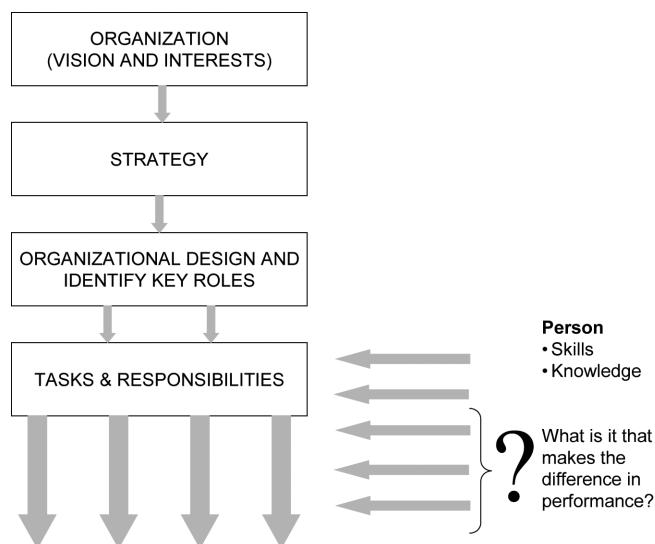 ORGANIZATION
(VISION AND INTERESTS)
STRATEGY
ORGANIZATIONAL DESIGN AND
IDENTIFY KEY ROLES
TASKS & RESPONSIBILITIES
Person
• Skills
• Knowledge
?
What is it that
makes the
difference in
performance?